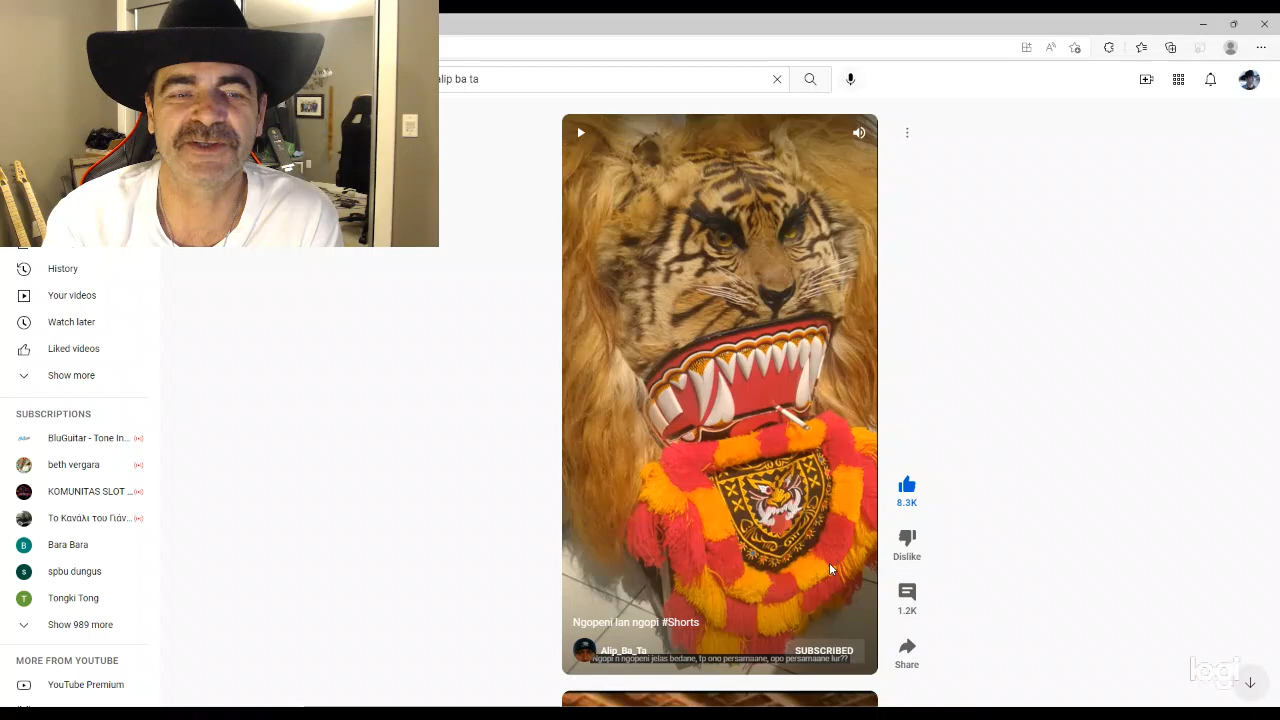 alip ba ta
History
Your videos
Watch later
Liked videos
Show more
SUBSCRIPTIONS
BluGuitar - Tone In...
beth vergara
KOMUNITAS SLOT ...
Το Κανάλι του Γιάν...
Bara Bara
spbu dungus
Tongki Tong
Show 989 more
MORE FROM YOUTUBE
YouTube Premium
8.3K
Dislike
1.2K
Share
Ngopeni lan ngopi #Shorts
Alip_Ba_Ta
SUBSCRIBED
Ngopi n ngopeni jelas bedane, tp ono persamaane, opo persamaane lur??
logi